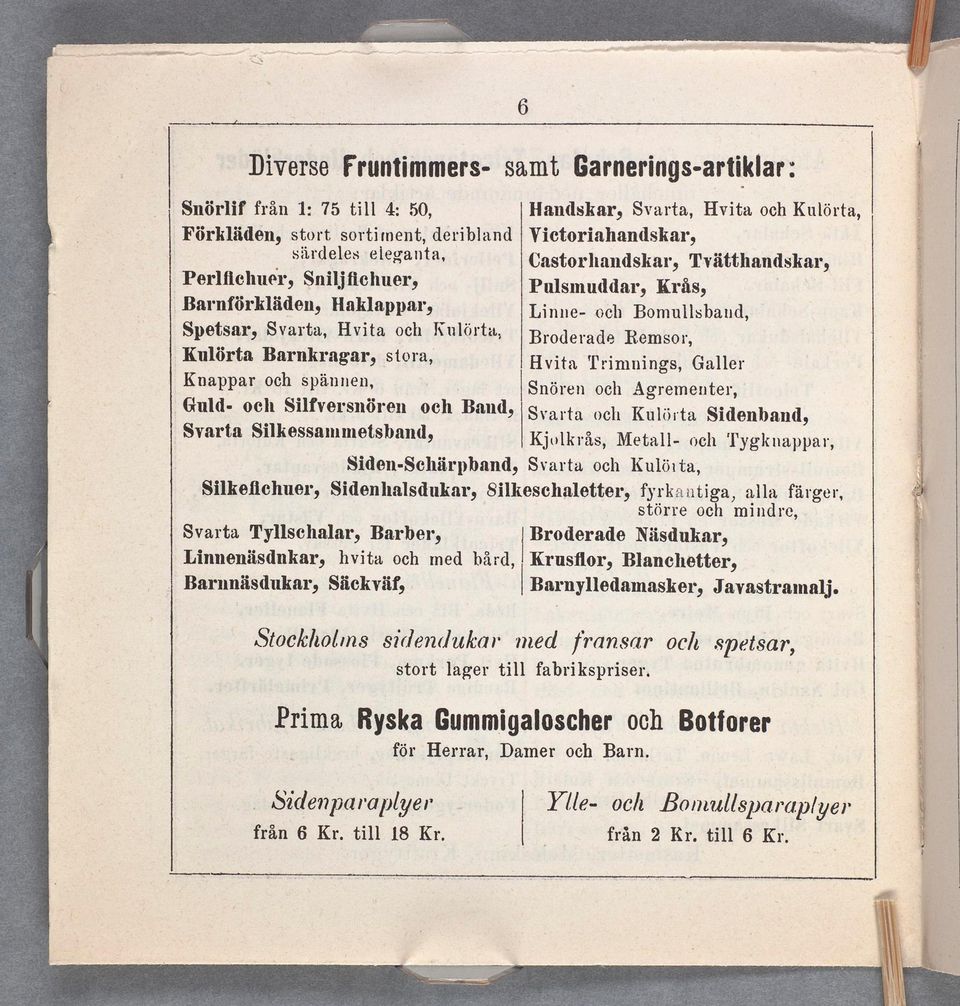 6
Diverse Fruntimmers- samt Garnerings-artiklar:
Snörlif från 1: 75 till 4: 50,
Förkläden, stort sortiment, deribland
särdeles eleganta,
Perlfichuer, Sniljfichuer,
Barnförkläden, Haklappar,
Spetsar, Svarta, Hvita och Kulörta,
Kulörta Barnkragar, stora,
Knappar och spännen,
Guld- och Silfversnören och Band,
Svarta Silkessammetsband,
Handskar, Svarta, Hvita och Kulörta,
Victoriahandskar,
Castorhandskar, Tvätthandskar,
Pulsmuddar, Krås,
Linne- och Bomullsband,
Broderade Remsor,
Hvita Trimnings, Galler
Snören och Agrementer,
Svarta och Kulörta Sidenband,
Kjolkrås, Metall- och Tygknappar,
Siden-Schärpband, Svarta och Kulörta,
Silkefichuer, Sidenhalsdukar, Silkeschaletter, fyrkantiga, alla färger,
större och mindre,
Svarta Tyllschalar, Barber,
Linnenäsdnkar, hvita och med bård,
Barnnäsdukar, Säckväf,
Broderade Näsdukar,
Krusflor, Blanchetter,
Barnylledamasker, Javastramalj.
Stockholms sidendukar med fransar och spetsar,
stort lager till fabrikspriser.
Prima Ryska Gummigaloscher och Botforer
för Herrar, Damer och Barn.
Sidenparaplyer
från 6 Kr. till 18 Kr.
Ylle- och Bomullsparaplyer
från 2 Kr. till 6 Kr.